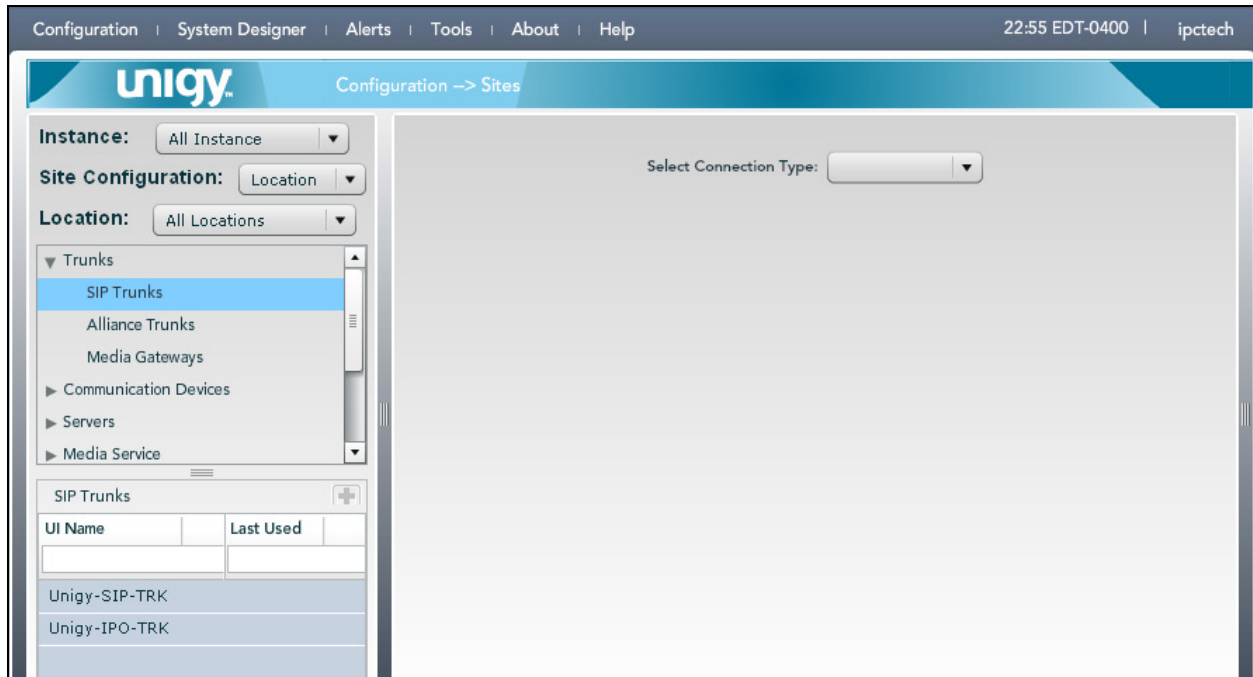 Configuration | System Designer | Alerts | Tools | About | Help 22:55 EDT-0400 | ipctech
unigy™ Configuration --> Sites
Instance: All Instance
Site Configuration: Location
Location: All Locations
Trunks
SIP Trunks
Alliance Trunks
Media Gateways
Communication Devices
Servers
Media Service
SIP Trunks
UI Name Last Used
Unigy-SIP-TRK
Unigy-IPO-TRK
Select Connection Type: